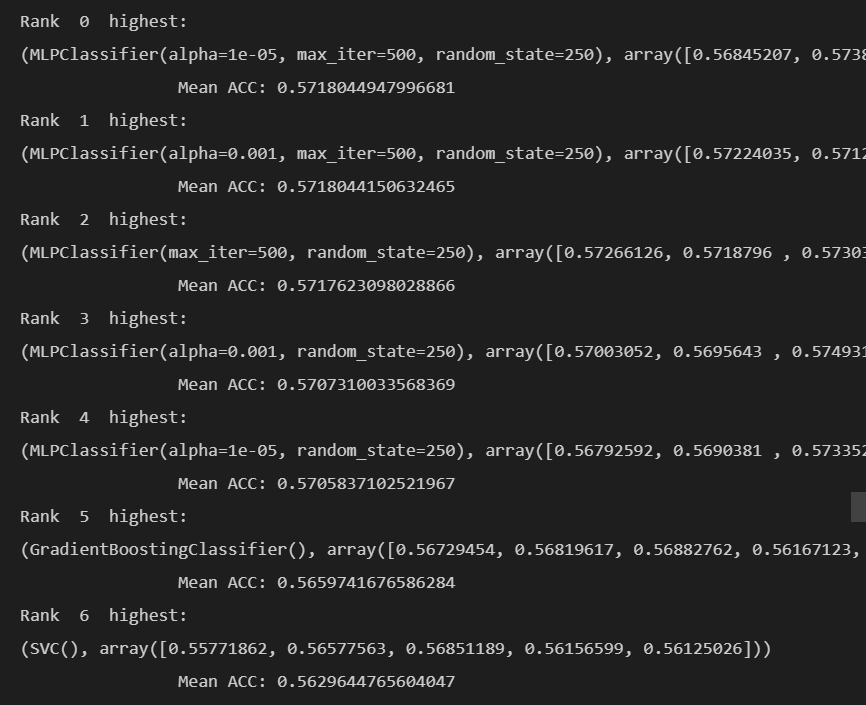 Rank  0  highest:
(MLPClassifier(alpha=1e-05, max_iter=500, random_state=250), array([0.56845207, 0.5738
Mean ACC: 0.5718044947996681
Rank  1  highest:
(MLPClassifier(alpha=0.001, max_iter=500, random_state=250), array([0.57224035, 0.5712
Mean ACC: 0.5718044150632465
Rank  2  highest:
(MLPClassifier(max_iter=500, random_state=250), array([0.57266126, 0.5718796 , 0.57303
Mean ACC: 0.5717623098028866
Rank  3  highest:
(MLPClassifier(alpha=0.001, random_state=250), array([0.57003052, 0.5695643 , 0.574931
Mean ACC: 0.5707310033568369
Rank  4  highest:
(MLPClassifier(alpha=1e-05, random_state=250), array([0.56792592, 0.5690381 , 0.573352
Mean ACC: 0.5705837102521967
Rank  5  highest:
(GradientBoostingClassifier(), array([0.56729454, 0.56819617, 0.56882762, 0.56167123,
Mean ACC: 0.5659741676586284
Rank  6  highest:
(SVC(), array([0.55771862, 0.56577563, 0.56851189, 0.56156599, 0.56125026]))
Mean ACC: 0.5629644765604047